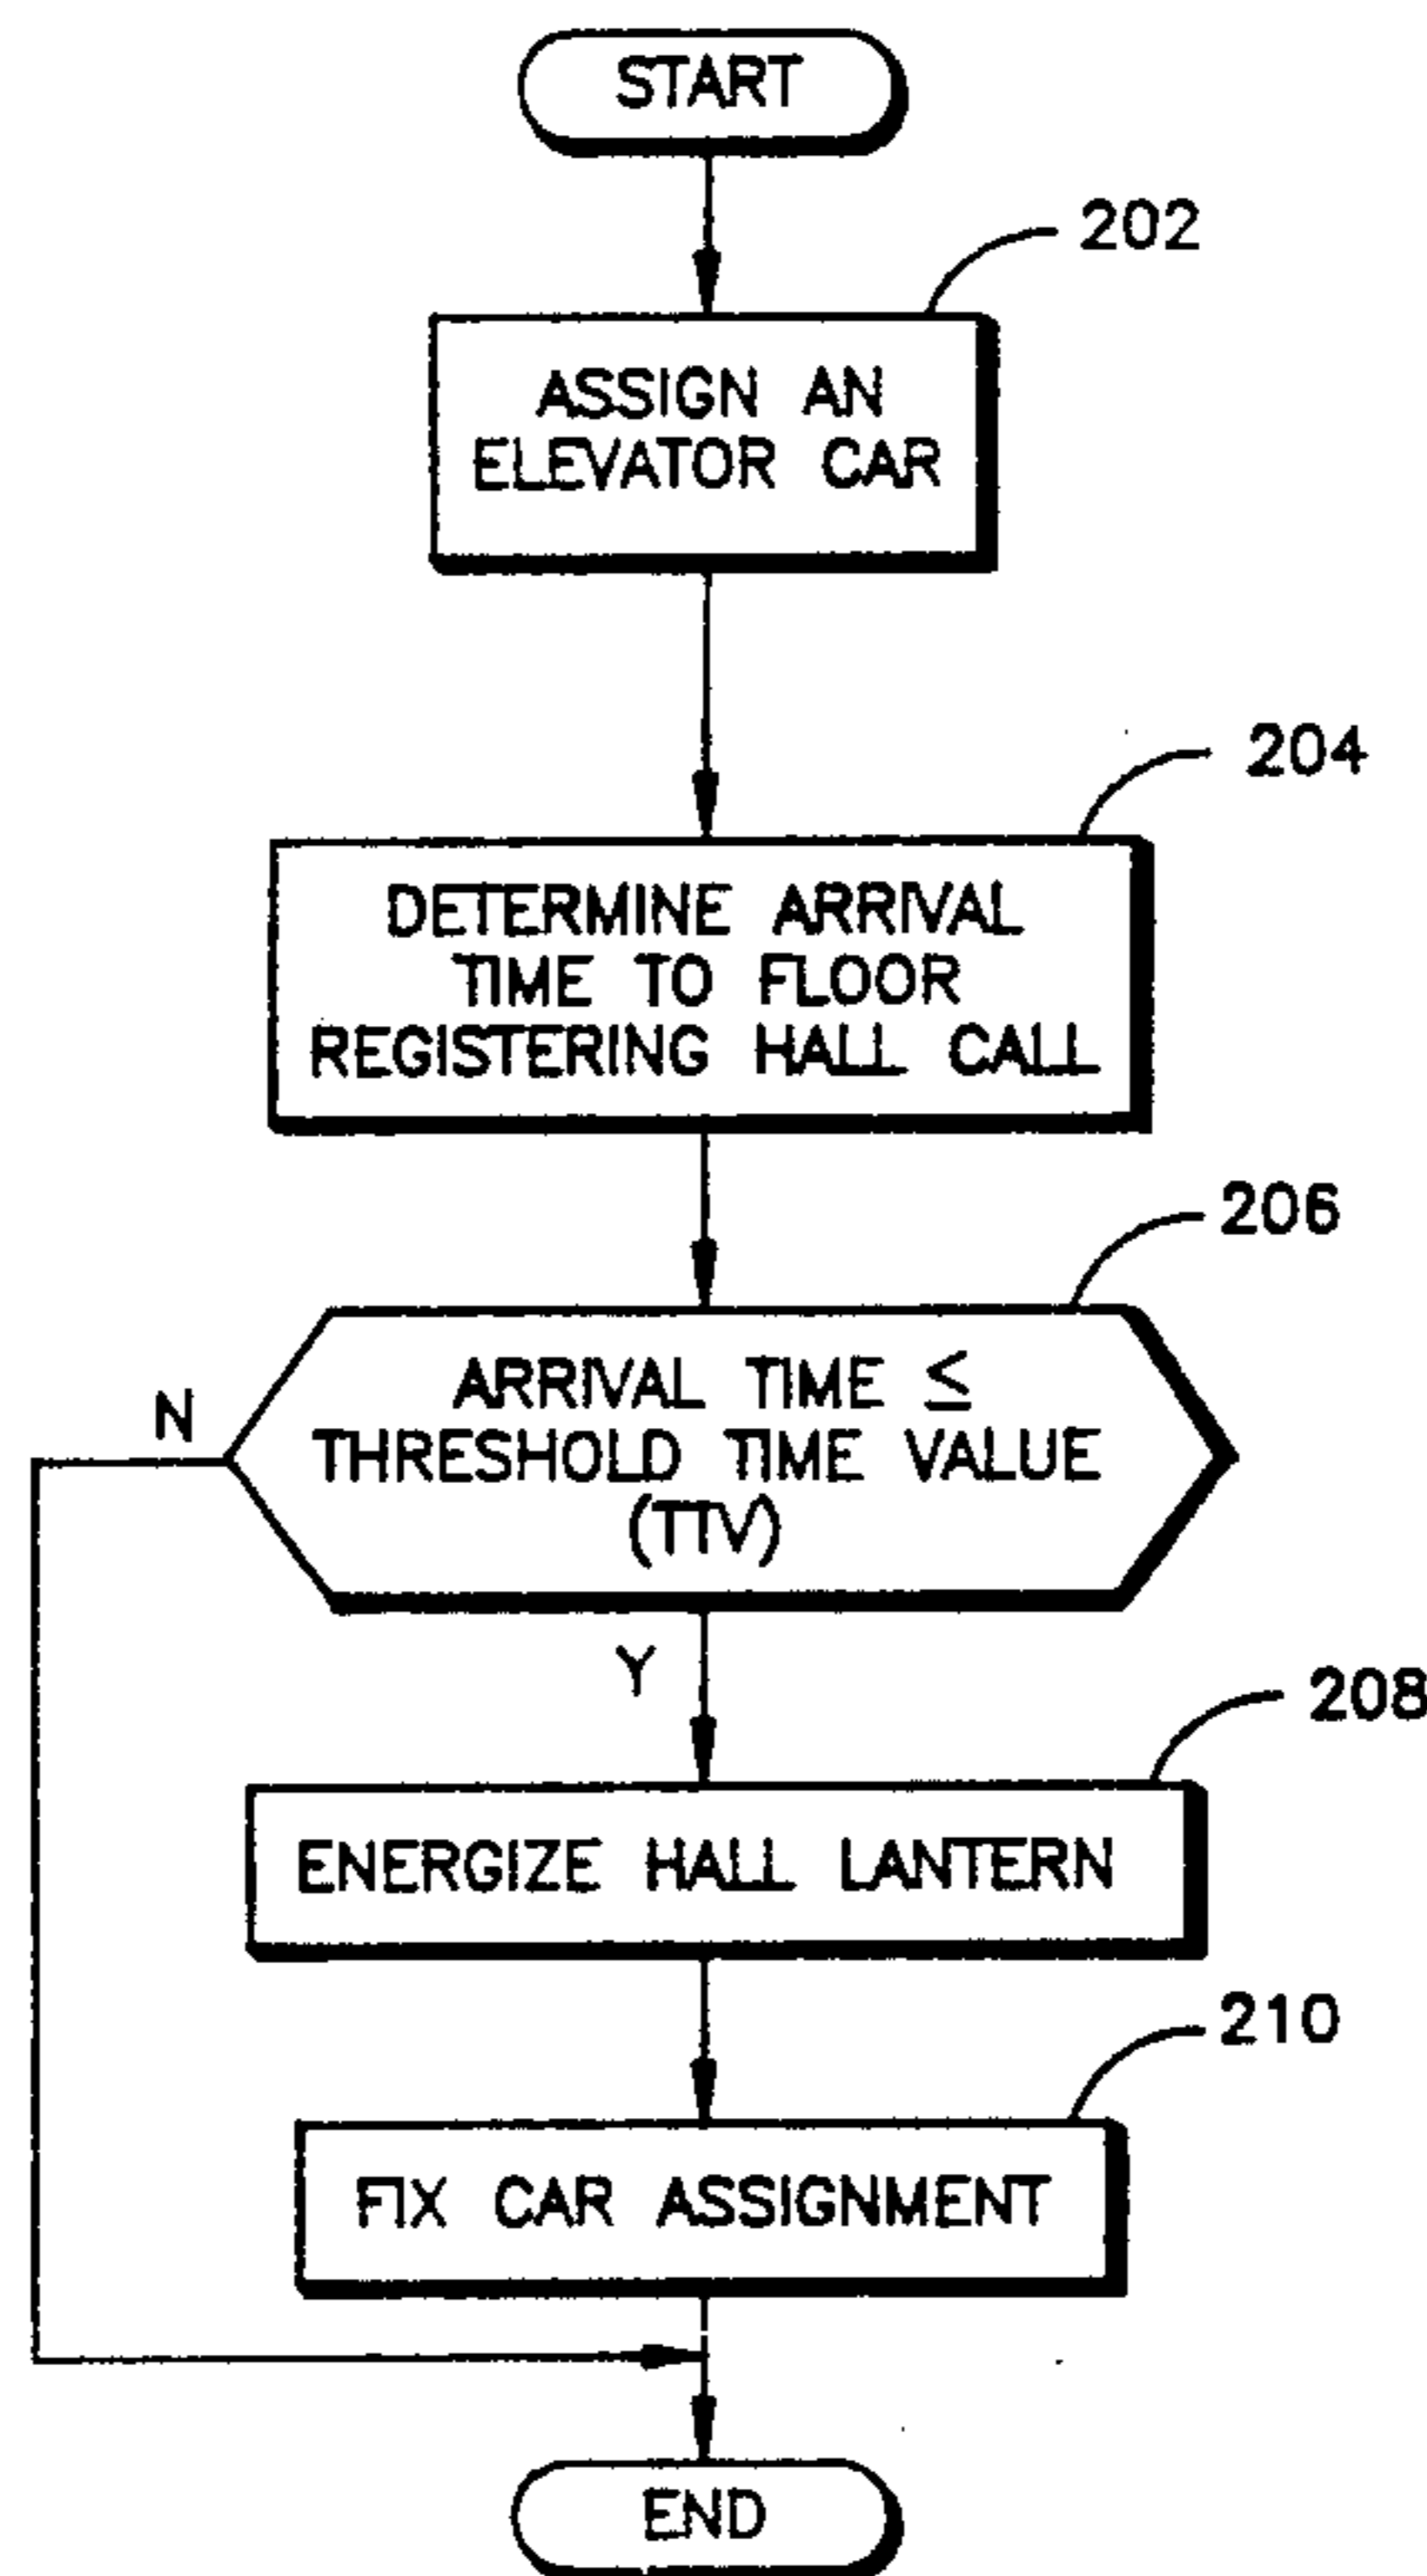 START
202
ASSIGN AN
ELEVATOR CAR
204
DETERMINE ARRIVAL
TIME TO FLOOR
REGISTERING HALL CALL
206
ARRIVAL TIME ≤
THRESHOLD TIME VALUE
(TTV)
N
Y
208
ENERGIZE HALL LANTERN
210
FIX CAR ASSIGNMENT
END